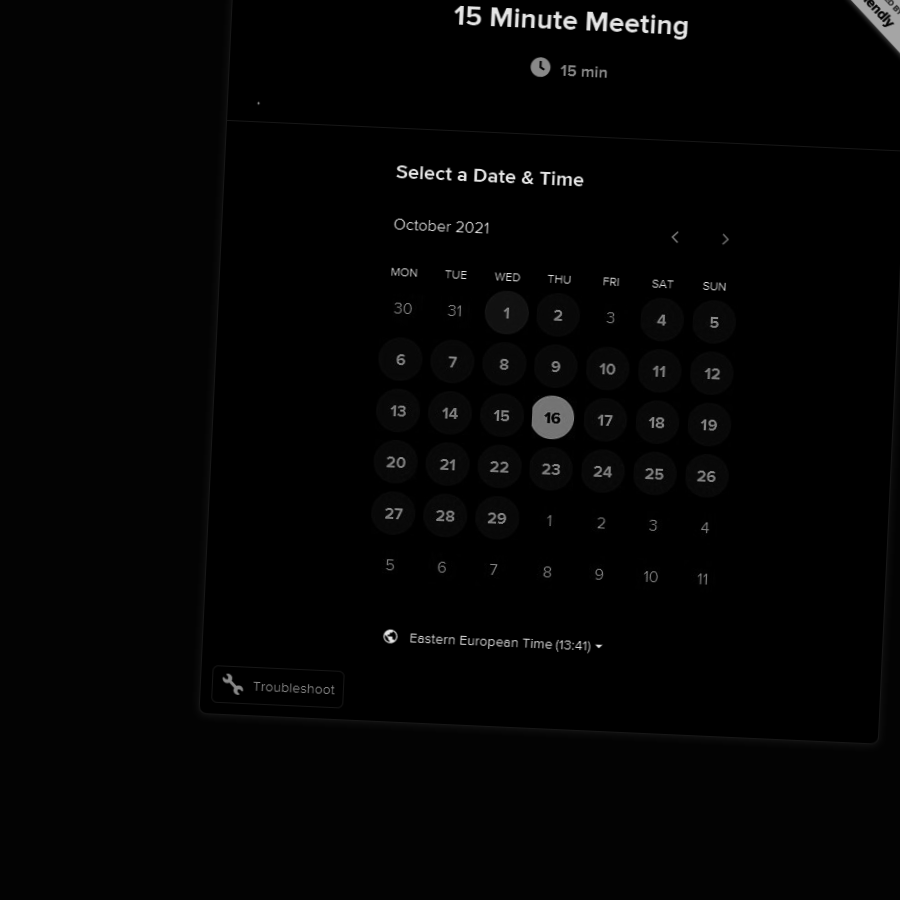 15 Minute Meeting
15 min
Select a Date & Time
October 2021
MON TUE WED THU FRI SAT SUN
30 31 1 2 3 4 5
6 7 8 9 10 11 12
13 14 15 16 17 18 19
20 21 22 23 24 25 26
27 28 29 1 2 3 4
5 6 7 8 9 10 11
Eastern European Time (13:41)
Troubleshoot